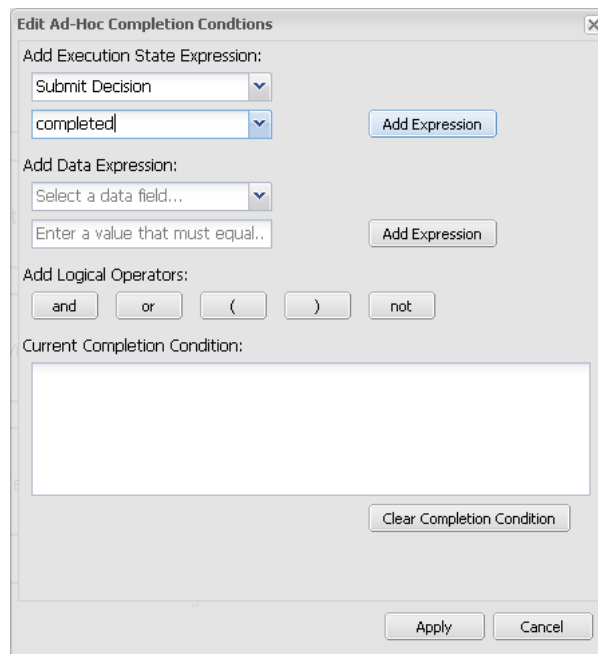 Edit Ad-Hoc Completion Condtions
Add Execution State Expression:
Submit Decision
completed
Add Expression
Add Data Expression:
Select a data field...
Enter a value that must equal..
Add Expression
Add Logical Operators:
and or ( ) not
Current Completion Condition:
Clear Completion Condition
Apply Cancel